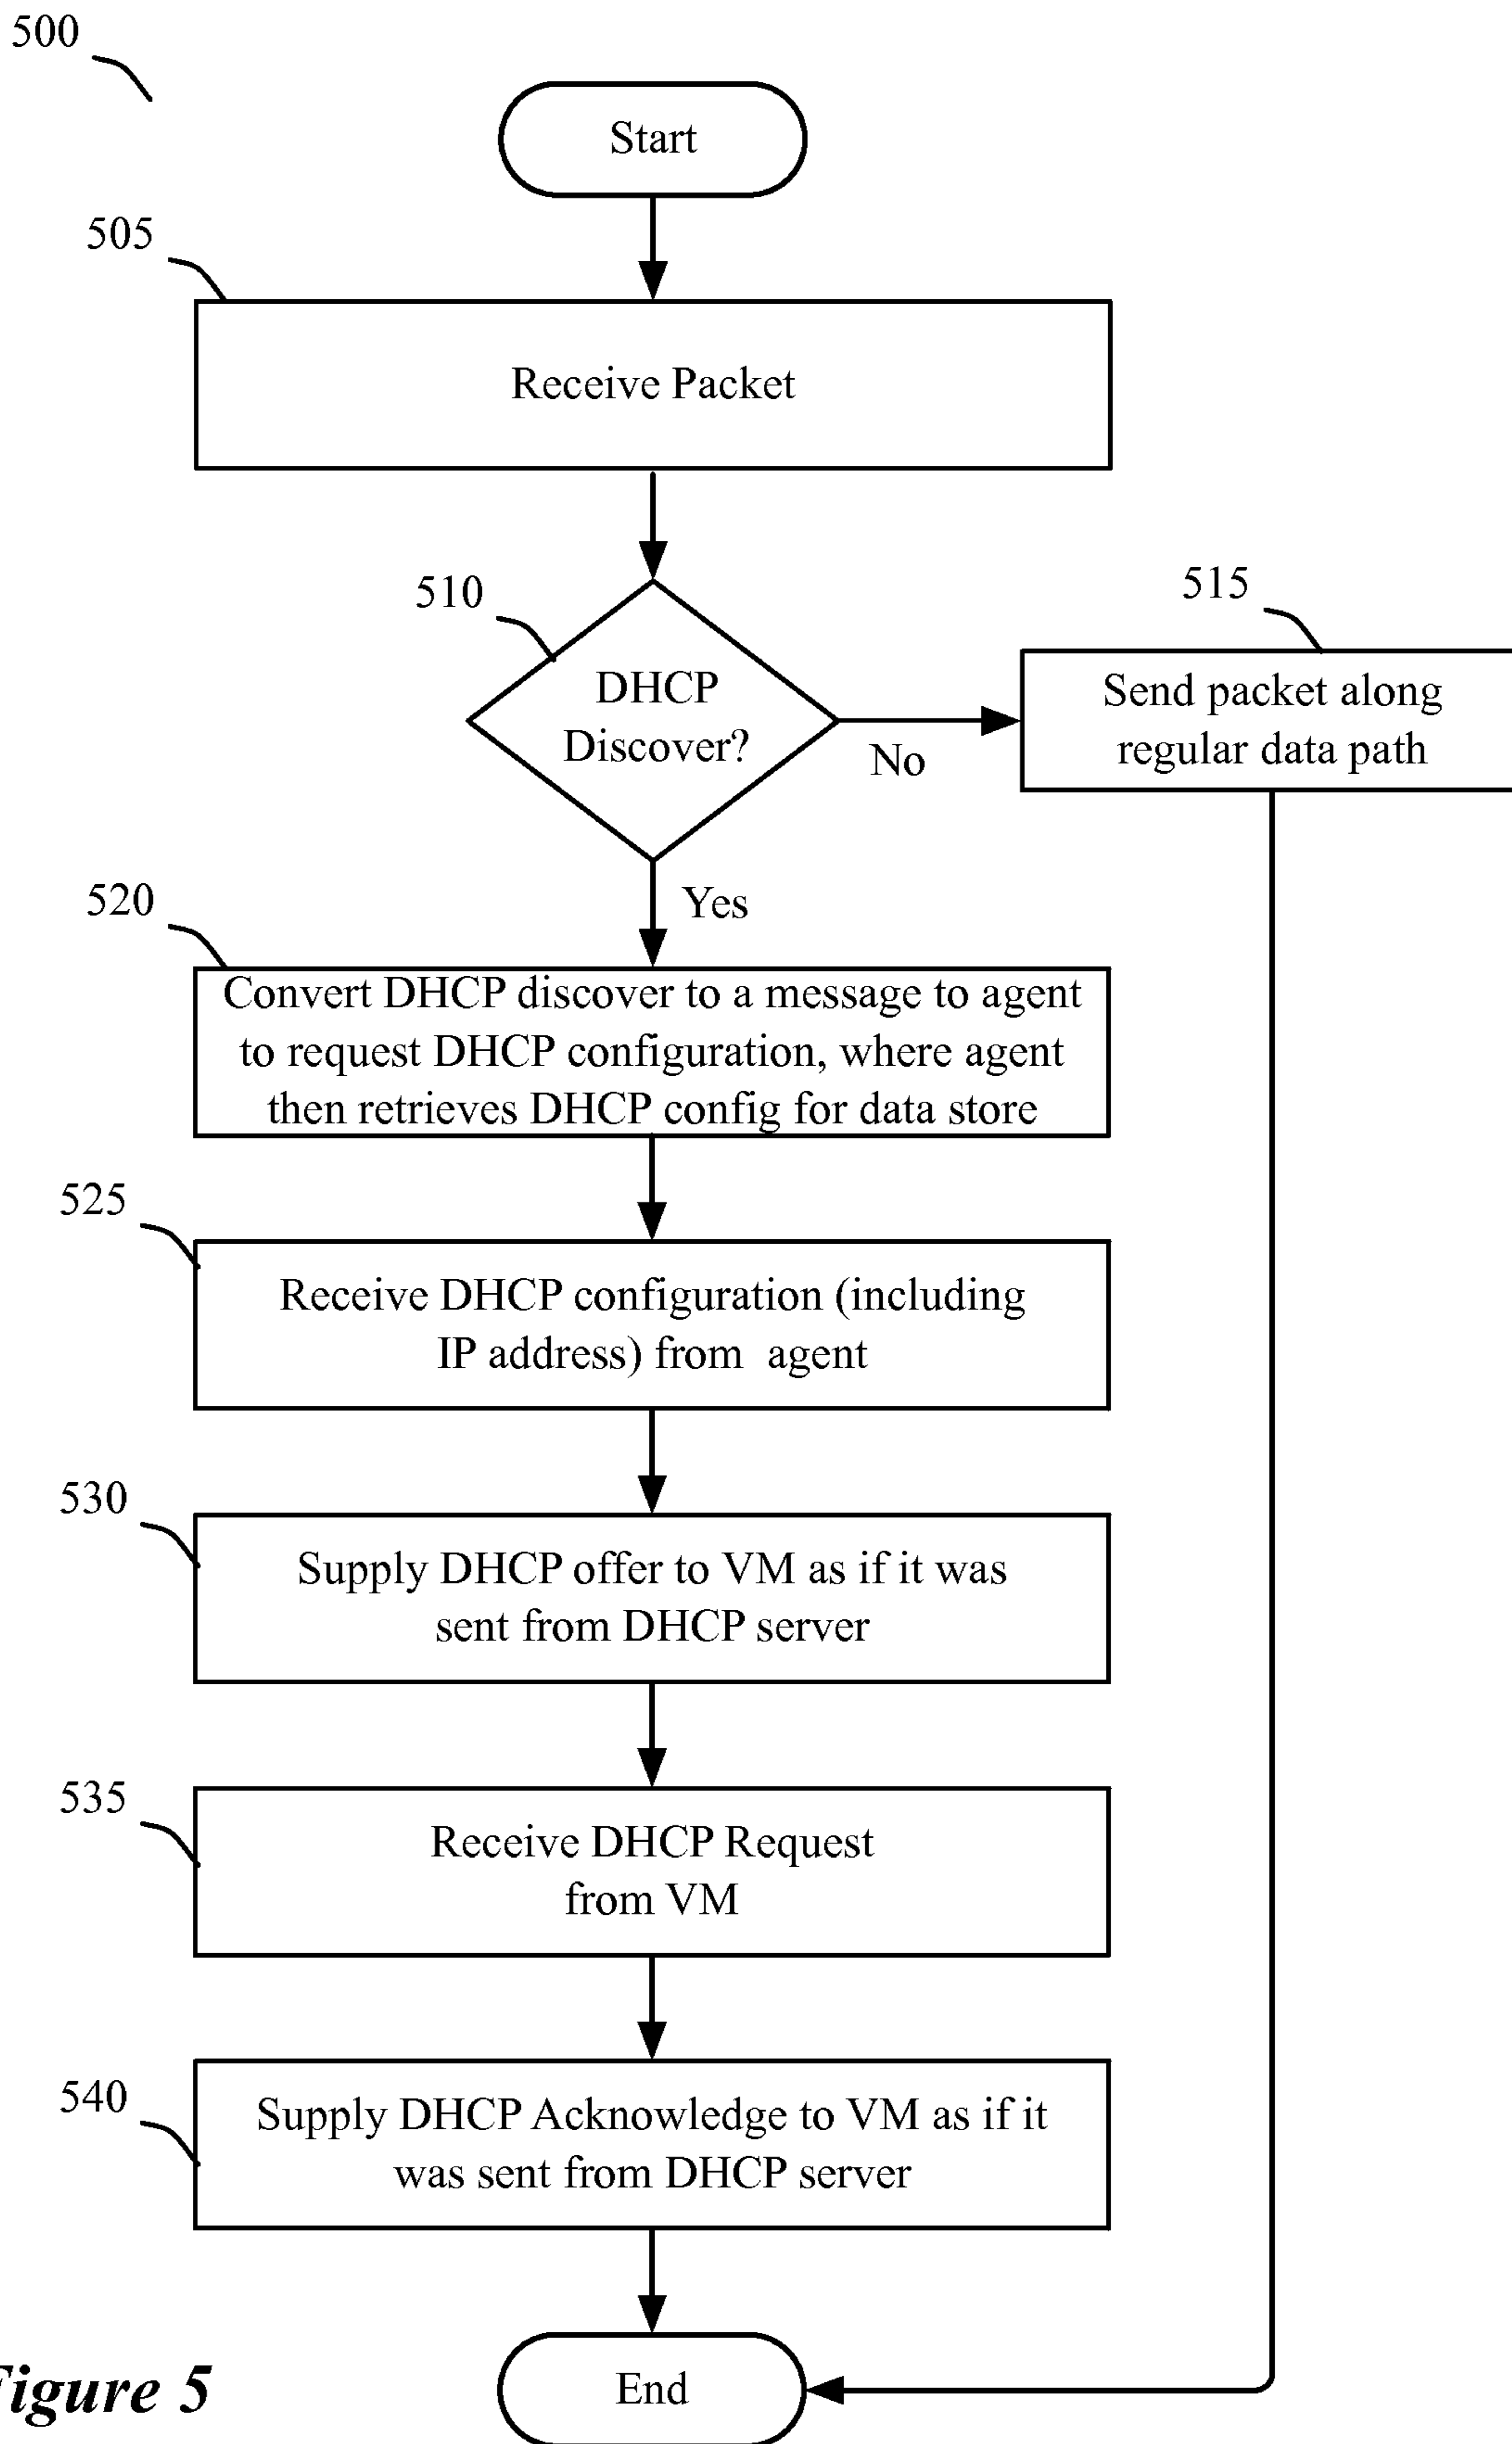 500
Start
505
Receive Packet
510
DHCP
Discover?
No
515
Send packet along
regular data path
Yes
520
Convert DHCP discover to a message to agent
to request DHCP configuration, where agent
then retrieves DHCP config for data store
525
Receive DHCP configuration (including
IP address) from agent
530
Supply DHCP offer to VM as if it was
sent from DHCP server
535
Receive DHCP Request
from VM
540
Supply DHCP Acknowledge to VM as if it
was sent from DHCP server
End
Figure 5